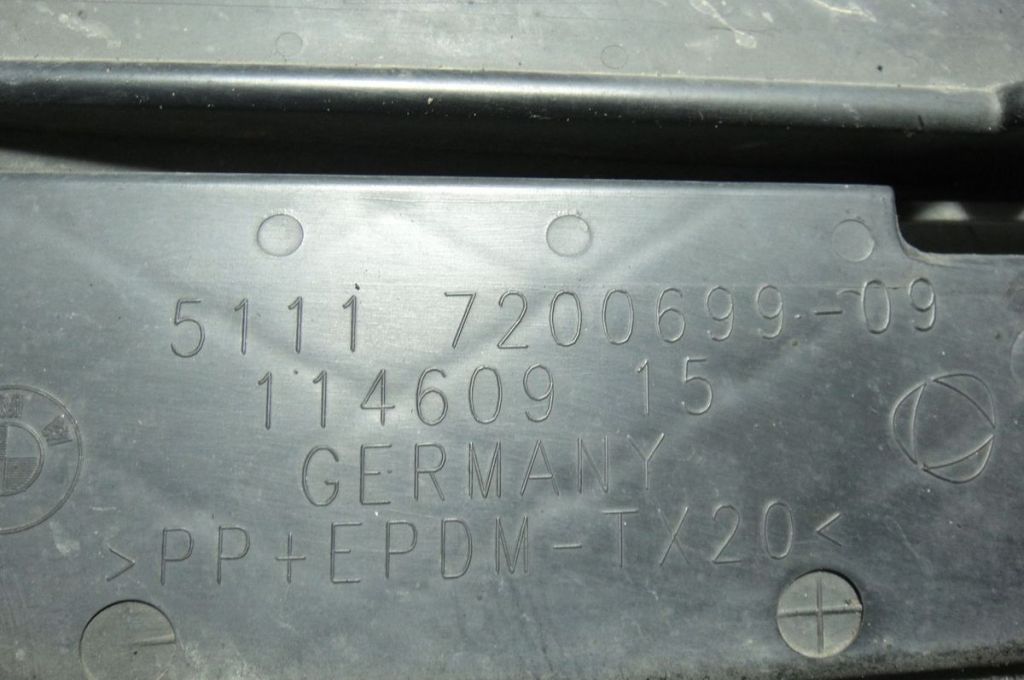 5111 7200699-09
114609 15
GERMANY
>PP+EPDM-TX20<